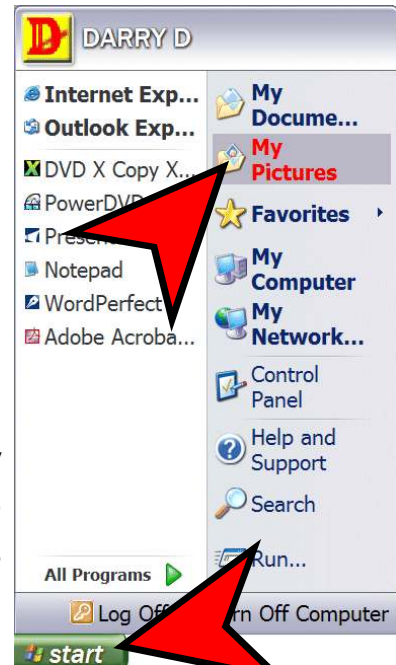 DARRY D
Internet Exp...
Outlook Exp...
DVD X Copy X...
PowerDVD
Presen
Notepad
WordPerfect
Adobe Acroba...
All Programs
My
Docume...
My
Pictures
Favorites
My
Computer
My
Network...
Control
Panel
Help and
Support
Search
Run...
Log Off
rn Off Computer
start